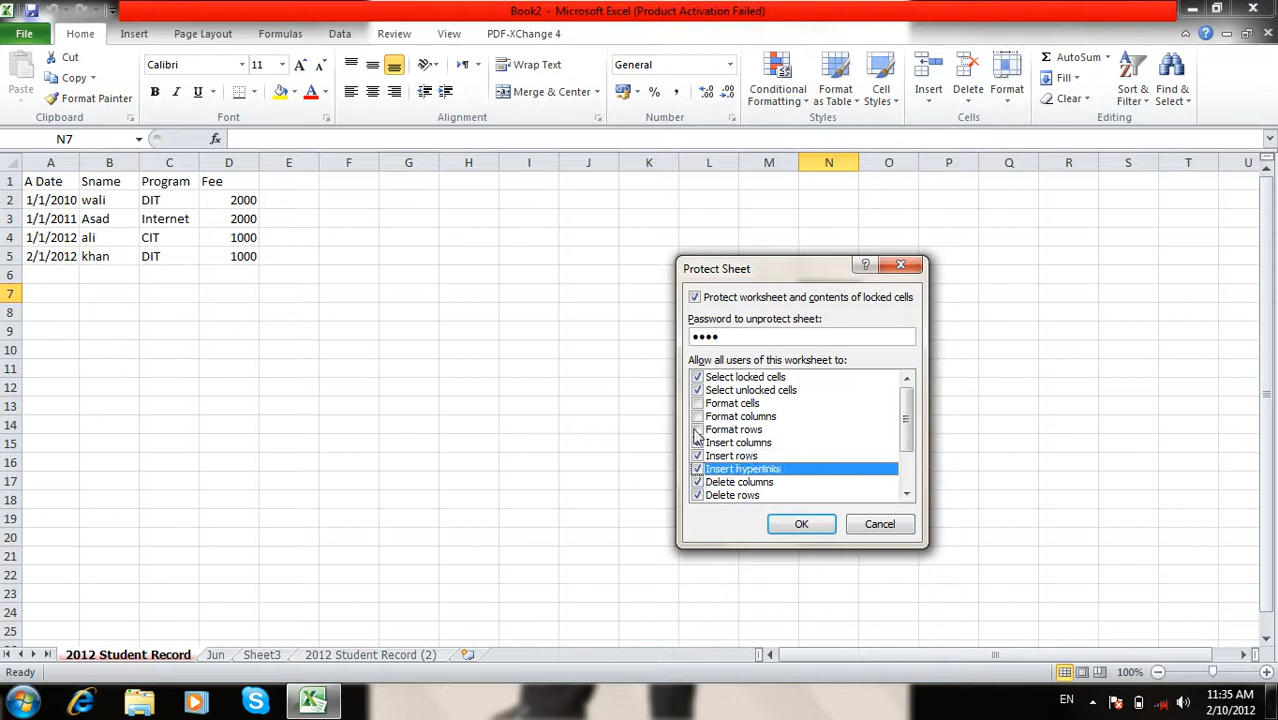 Book2 - Microsoft Excel (Product Activation Failed)
File Home Insert Page Layout Formulas Data Review View PDF-XChange 4
Paste Cut Copy Format Painter Clipboard
Calibri 11 B I U A A A Font
Wrap Text Merge & Center Alignment
General % , Number
Conditional Formatting Format as Table Cell Styles Styles
Insert Delete Format Cells
Σ AutoSum Fill Clear Sort & Filter Find & Select Editing
N7 fx
A B C D E F G H I J K L M N O P Q R S T U
1 A Date Sname Program Fee
2 1/1/2010 wali DIT 2000
3 1/1/2011 Asad Internet 2000
4 1/1/2012 ali CIT 1000
5 2/1/2012 khan DIT 1000
6
7
8
9
10
11
12
13
14
15
16
17
18
19
20
21
22
23
24
25
Protect Sheet ?
Protect worksheet and contents of locked cells
Password to unprotect sheet:
••••
Allow all users of this worksheet to:
Select locked cells
Select unlocked cells
Format cells
Format columns
Format rows
Insert columns
Insert rows
Insert hyperlinks
Delete columns
Delete rows
OK Cancel
2012 Student Record Jun Sheet3 2012 Student Record (2)
Ready 100%
EN 11:35 AM
2/10/2012